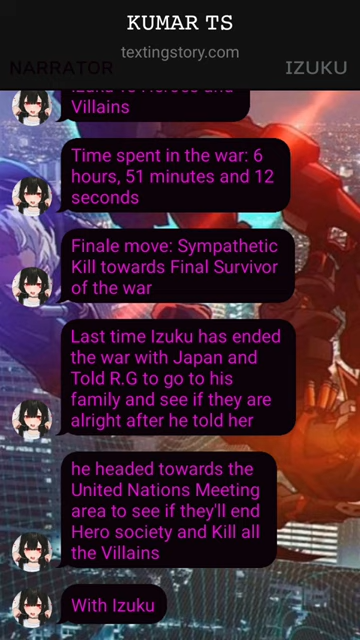 KUMAR TS
textingstory.com
NARRATOR
IZUKU
Izuku vs Heroes and
Villains
Time spent in the war: 6
hours, 51 minutes and 12
seconds
Finale move: Sympathetic
Kill towards Final Survivor
of the war
Last time Izuku has ended
the war with Japan and
Told R.G to go to his
family and see if they are
alright after he told her
he headed towards the
United Nations Meeting
area to see if they'll end
Hero society and Kill all
the Villains
With Izuku